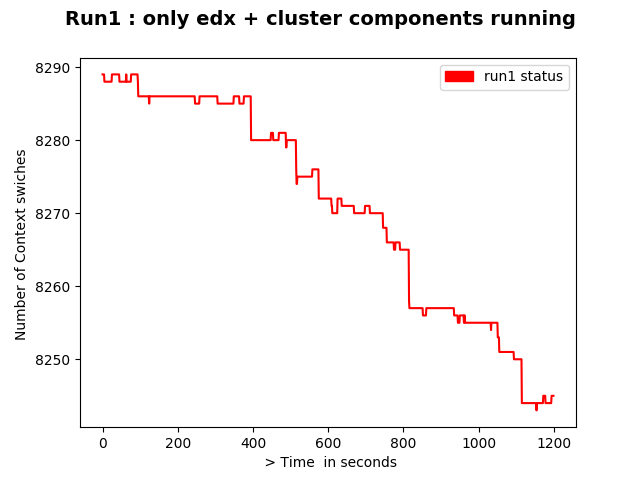 Run1 : only edx + cluster components running
run1 status
Number of Context swiches
8290
8280
8270
8260
8250
0 200 400 600 800 1000 1200
> Time  in seconds